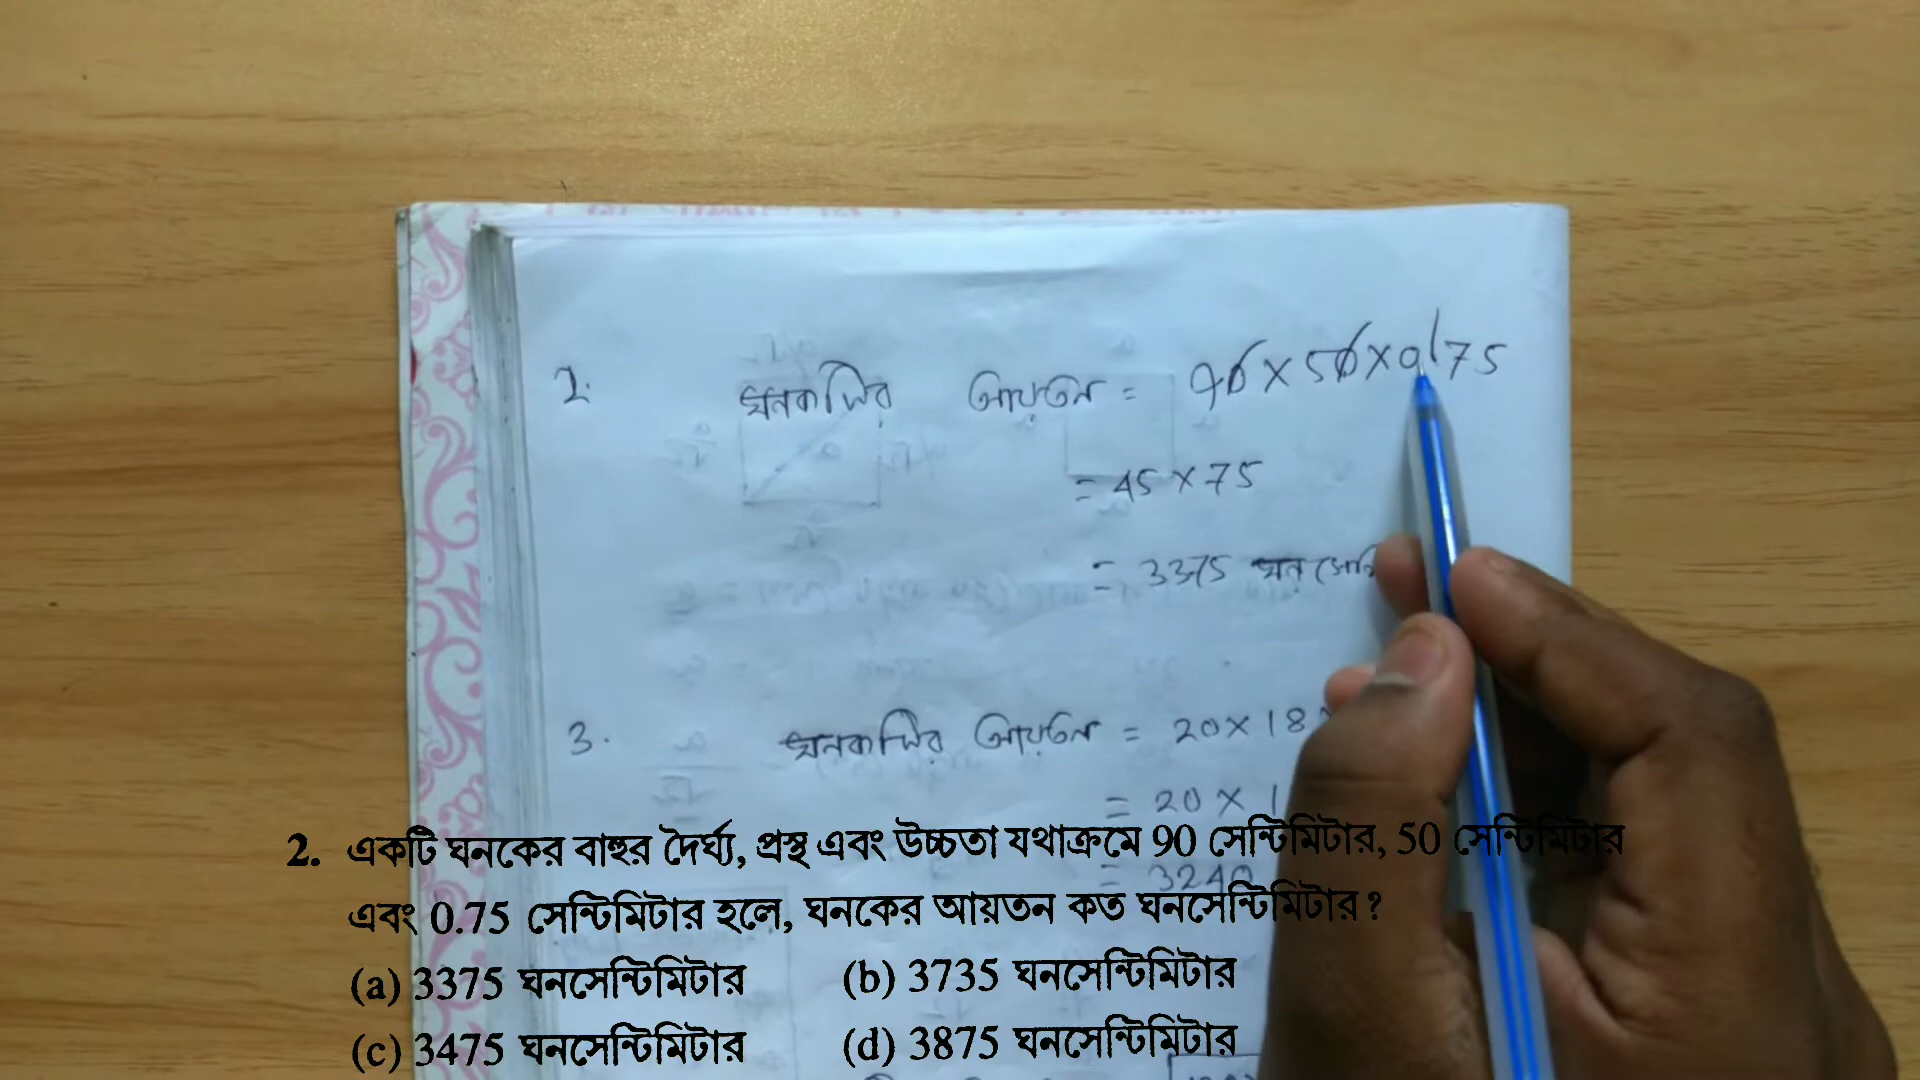 2. ঘনকটির আয়তন = 90 × 50 × 0.75
= 45 × 75
= 3375 ঘন সেন্টি
3. ঘনকটির আয়তন = 20 × 18
= 20 × 1
= 3240
2. একটি ঘনকের বাহুর দৈর্ঘ্য, প্রস্থ এবং উচ্চতা যথাক্রমে 90 সেন্টিমিটার, 50 সেন্টিমিটার
এবং 0.75 সেন্টিমিটার হলে, ঘনকের আয়তন কত ঘনসেন্টিমিটার?
(a) 3375 ঘনসেন্টিমিটার (b) 3735 ঘনসেন্টিমিটার
(c) 3475 ঘনসেন্টিমিটার (d) 3875 ঘনসেন্টিমিটার